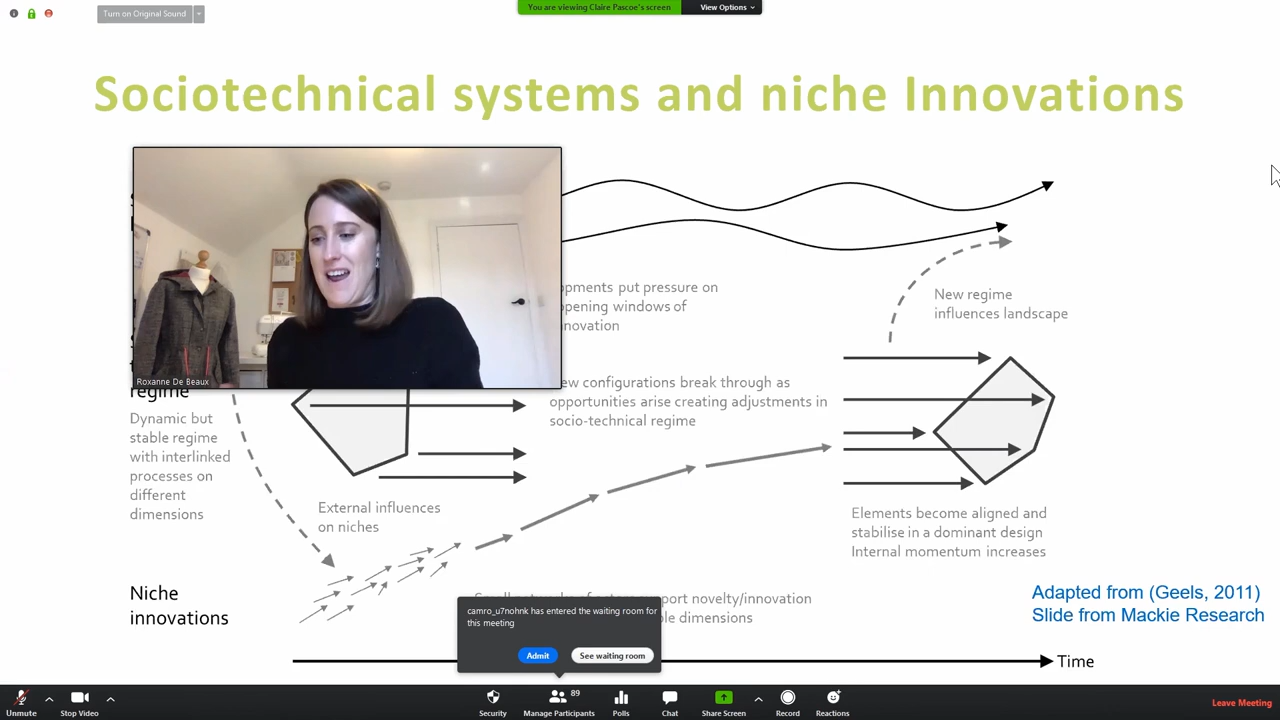 Turn on Original Sound
You are viewing Claire Pascoe's screen
View Options
Sociotechnical systems and niche Innovations
Roxanne De Beaux
pments put pressure on
opening windows of
novation
New regime
influences landscape
regime
Dynamic but
stable regime
with interlinked
processes on
different
dimensions
ew configurations break through as
opportunities arise creating adjustments in
socio-technical regime
External influences
on niches
Elements become aligned and
stabilise in a dominant design
Internal momentum increases
Niche
innovations
port novelty/innovation
ple dimensions
Adapted from (Geels, 2011)
Slide from Mackie Research
camro_u7nohnk has entered the waiting room for
this meeting
Admit
See waiting room
Time
Unmute
Stop Video
Security
Manage Participants
89
Polls
Chat
Share Screen
Record
Reactions
Leave Meeting